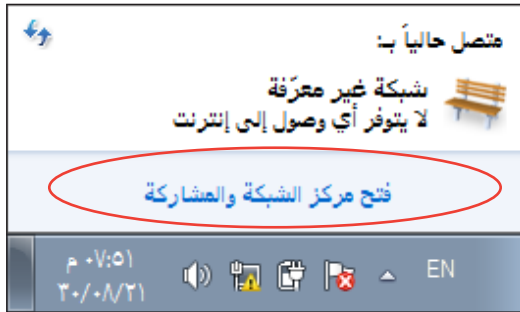 متصل حالياً بـ:
شبكة غير معرّفة
لا يتوفر أي وصول إلى إنترنت
فتح مركز الشبكة والمشاركة
EN
٠٧:٥١ م
٣٠/٠٨/٢١